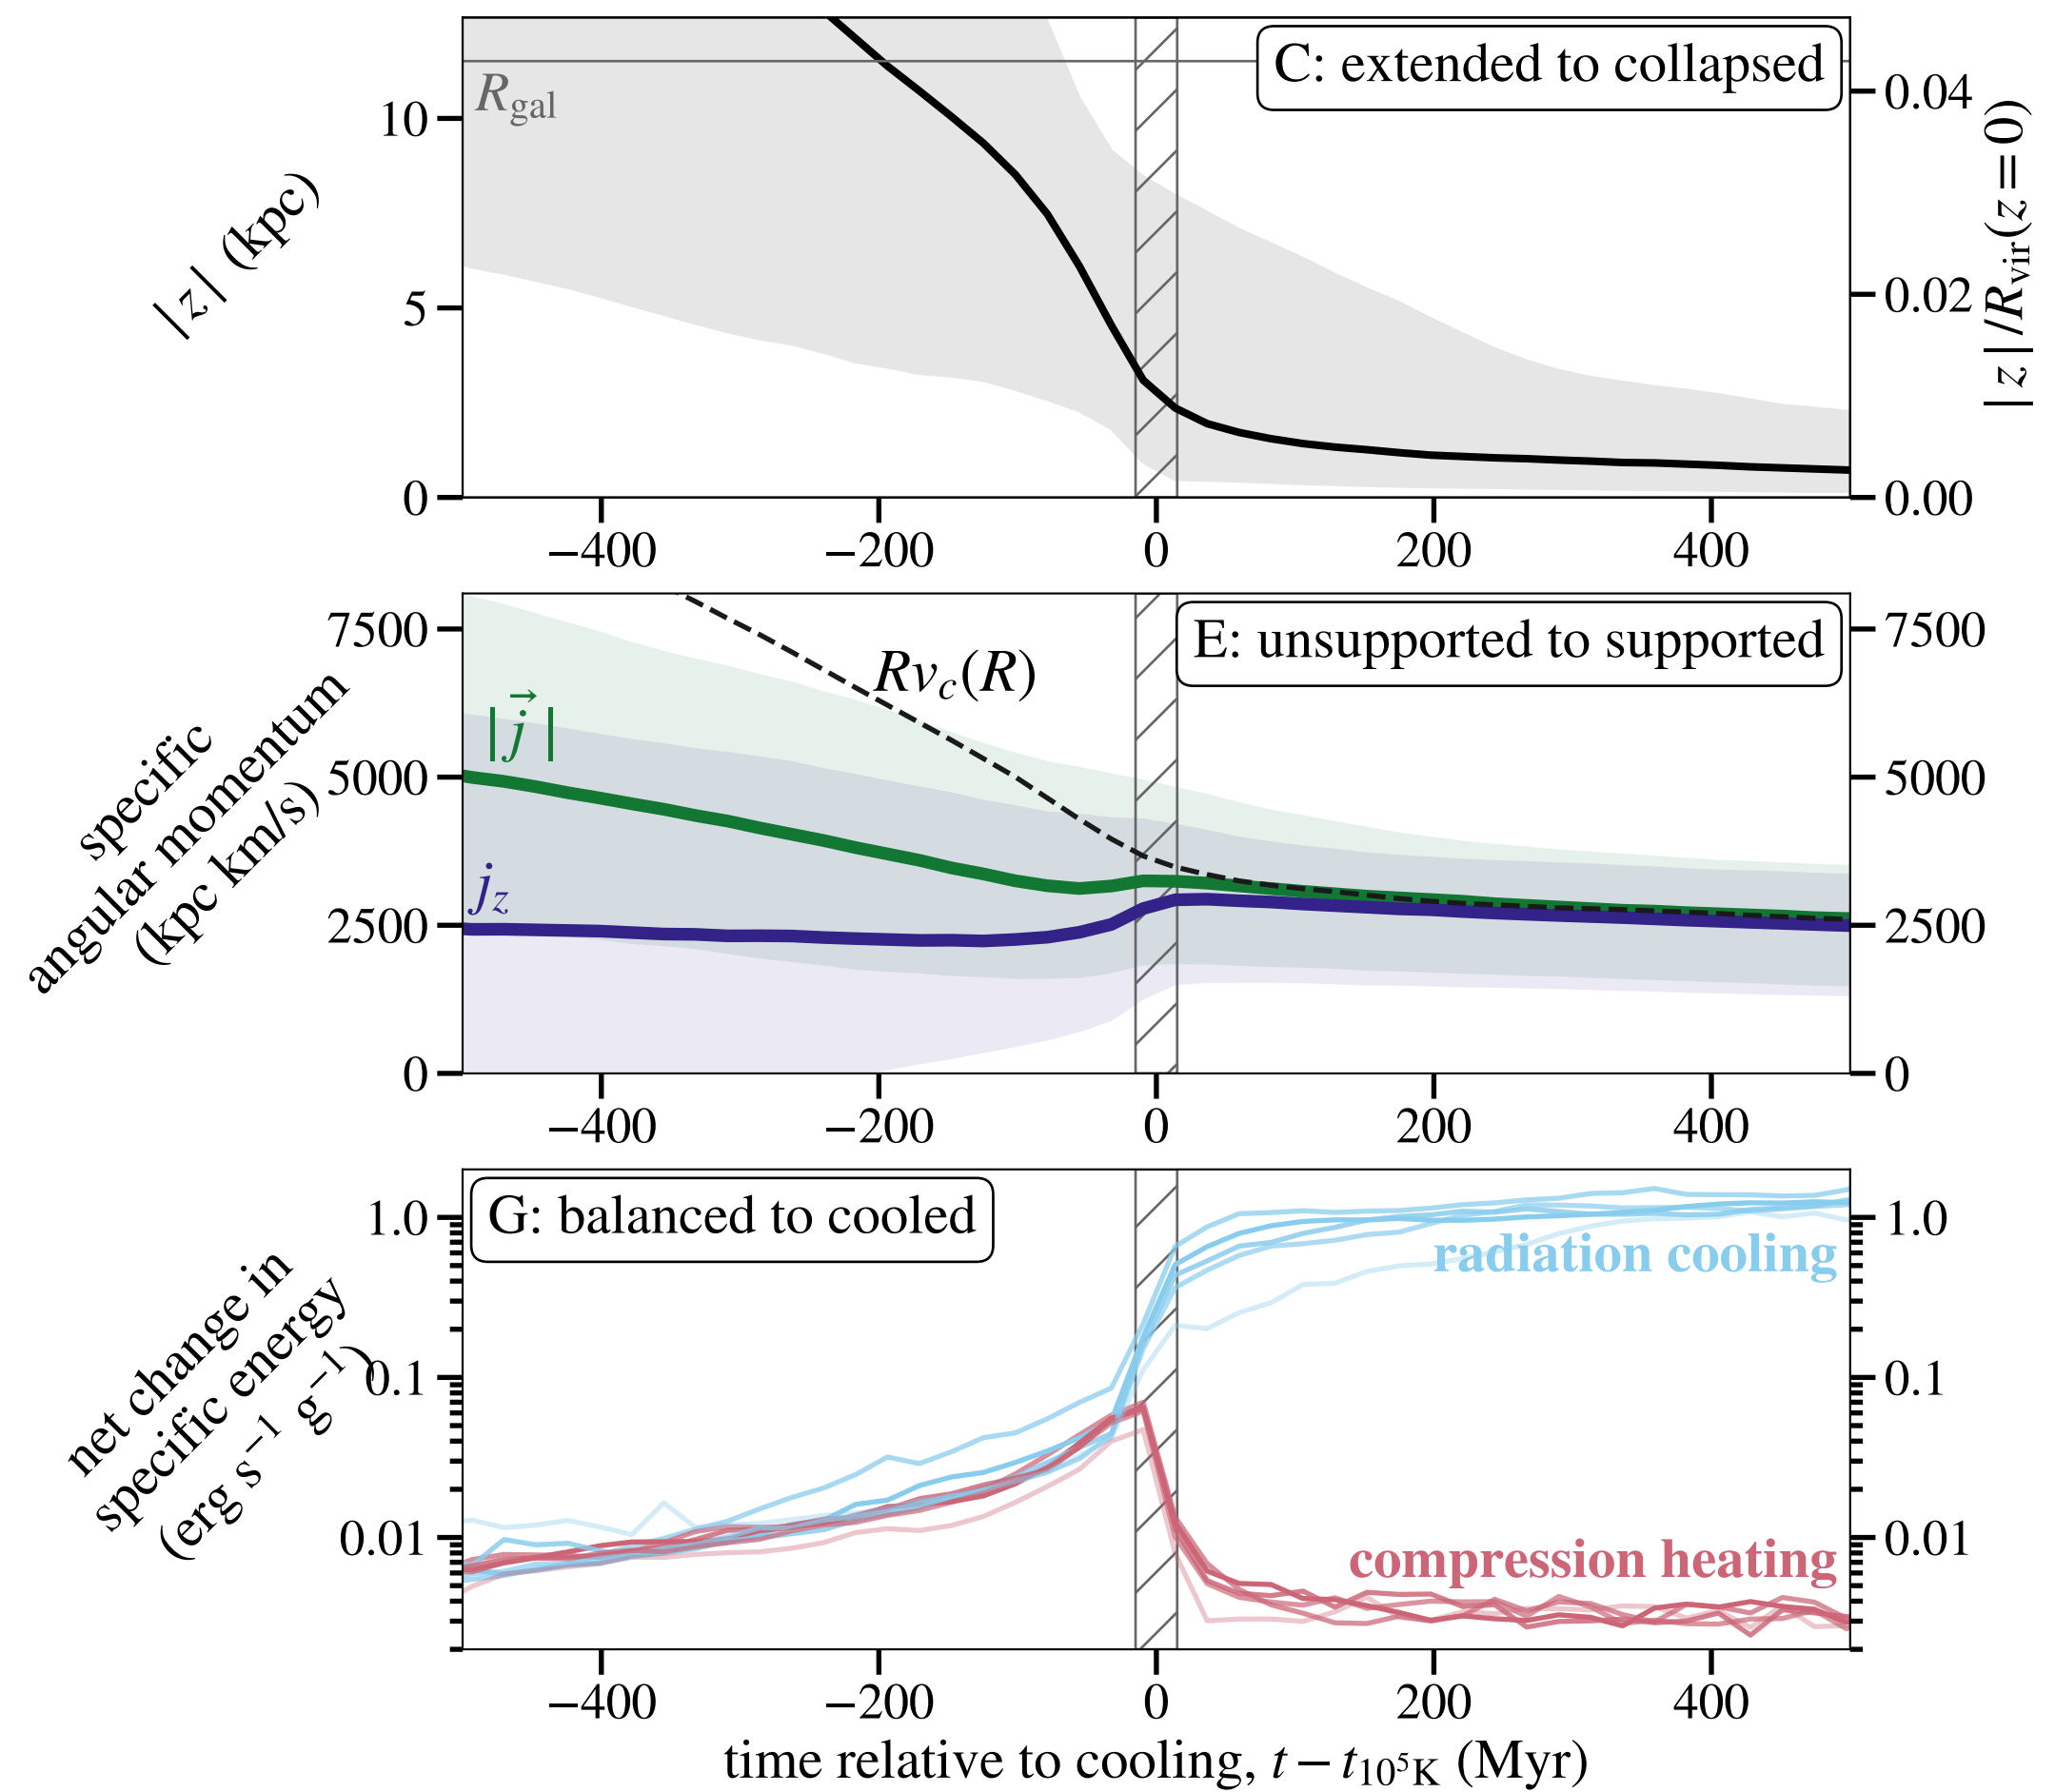 C: extended to collapsed
R_gal
10
5
0
|z| (kpc)
0.04
0.02
0.00
|z|/R_vir(z=0)
−400 −200 0 200 400
E: unsupported to supported
Rv_c(R)
|j⃗|
j_z
7500
5000
2500
0
specific
angular momentum
(kpc km/s)
7500
5000
2500
0
−400 −200 0 200 400
G: balanced to cooled
radiation cooling
compression heating
1.0
0.1
0.01
net change in
specific energy
(erg s⁻¹ g⁻¹)
1.0
0.1
0.01
−400 −200 0 200 400
time relative to cooling, t − t_10⁵K (Myr)